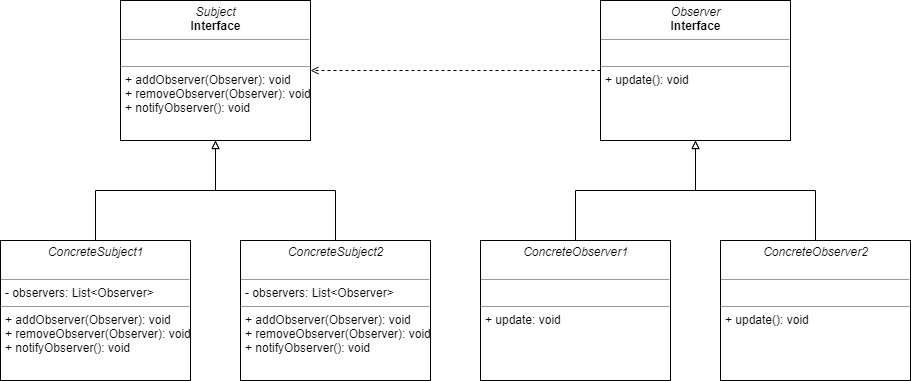 Subject
Interface
+ addObserver(Observer): void
+ removeObserver(Observer): void
+ notifyObserver(): void
Observer
Interface
+ update(): void
ConcreteSubject1
- observers: List<Observer>
+ addObserver(Observer): void
+ removeObserver(Observer): void
+ notifyObserver(): void
ConcreteSubject2
- observers: List<Observer>
+ addObserver(Observer): void
+ removeObserver(Observer): void
+ notifyObserver(): void
ConcreteObserver1
+ update: void
ConcreteObserver2
+ update(): void